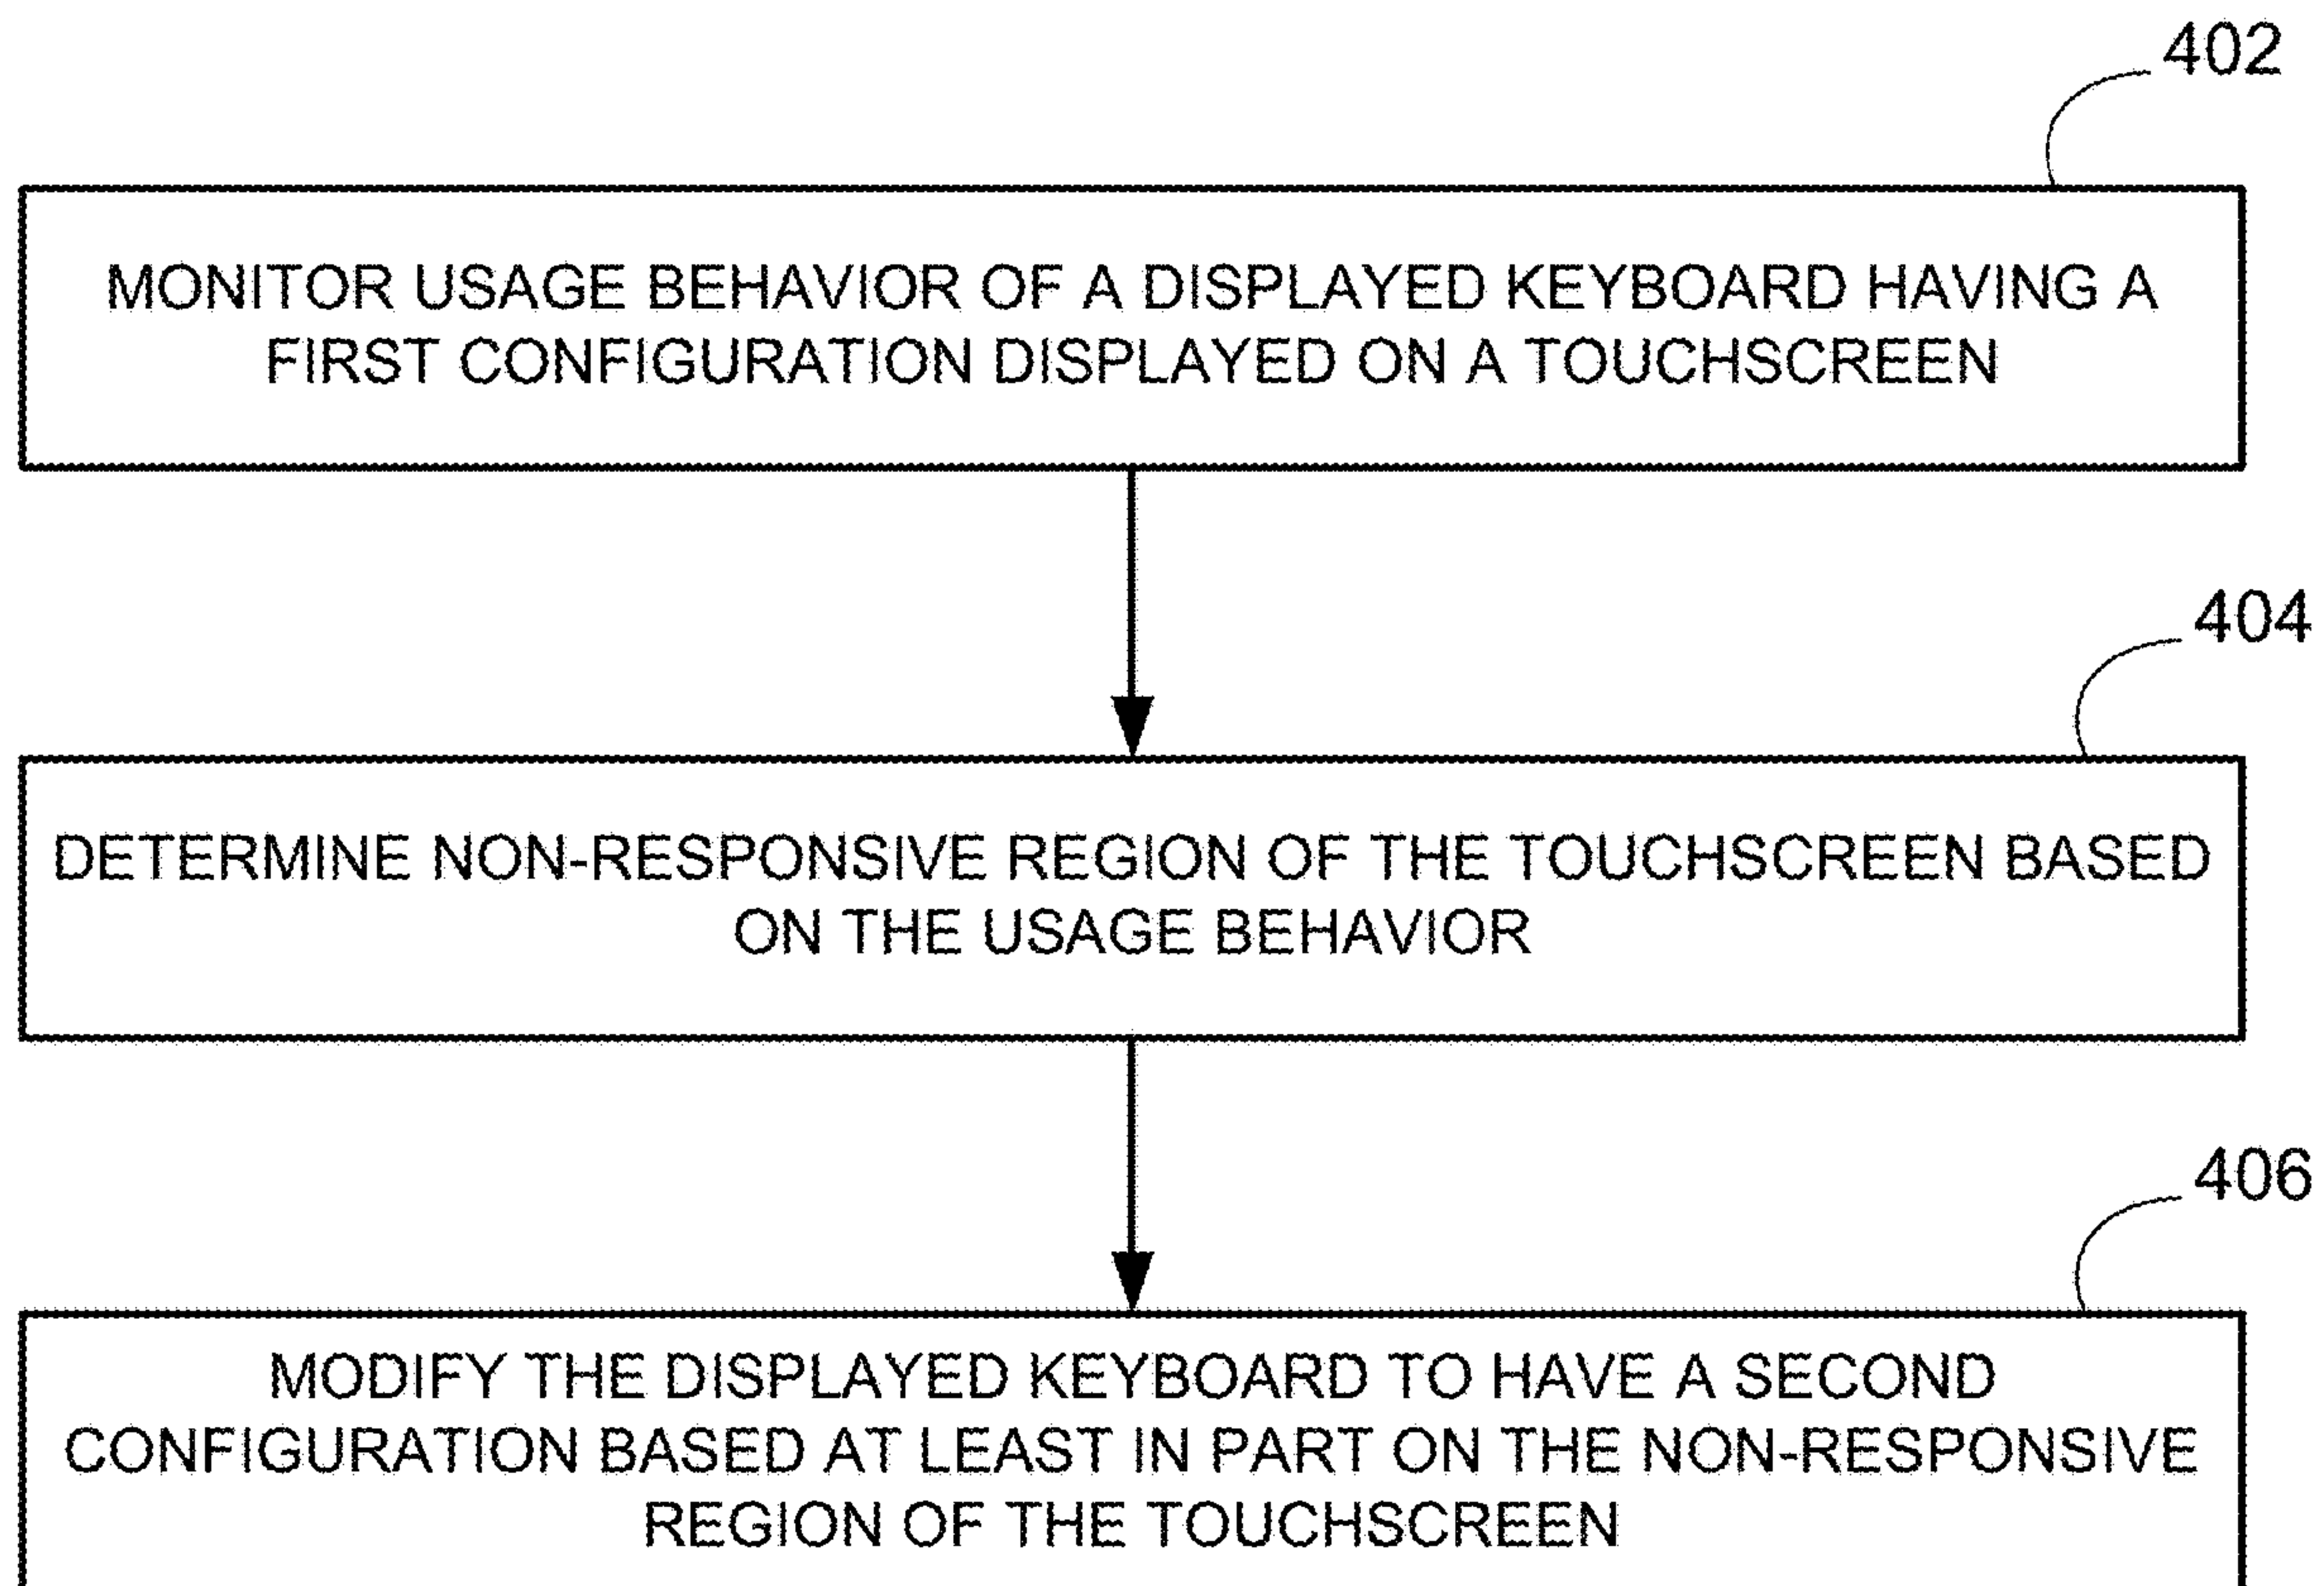 402
MONITOR USAGE BEHAVIOR OF A DISPLAYED KEYBOARD HAVING A
FIRST CONFIGURATION DISPLAYED ON A TOUCHSCREEN
404
DETERMINE NON-RESPONSIVE REGION OF THE TOUCHSCREEN BASED
ON THE USAGE BEHAVIOR
406
MODIFY THE DISPLAYED KEYBOARD TO HAVE A SECOND
CONFIGURATION BASED AT LEAST IN PART ON THE NON-RESPONSIVE
REGION OF THE TOUCHSCREEN